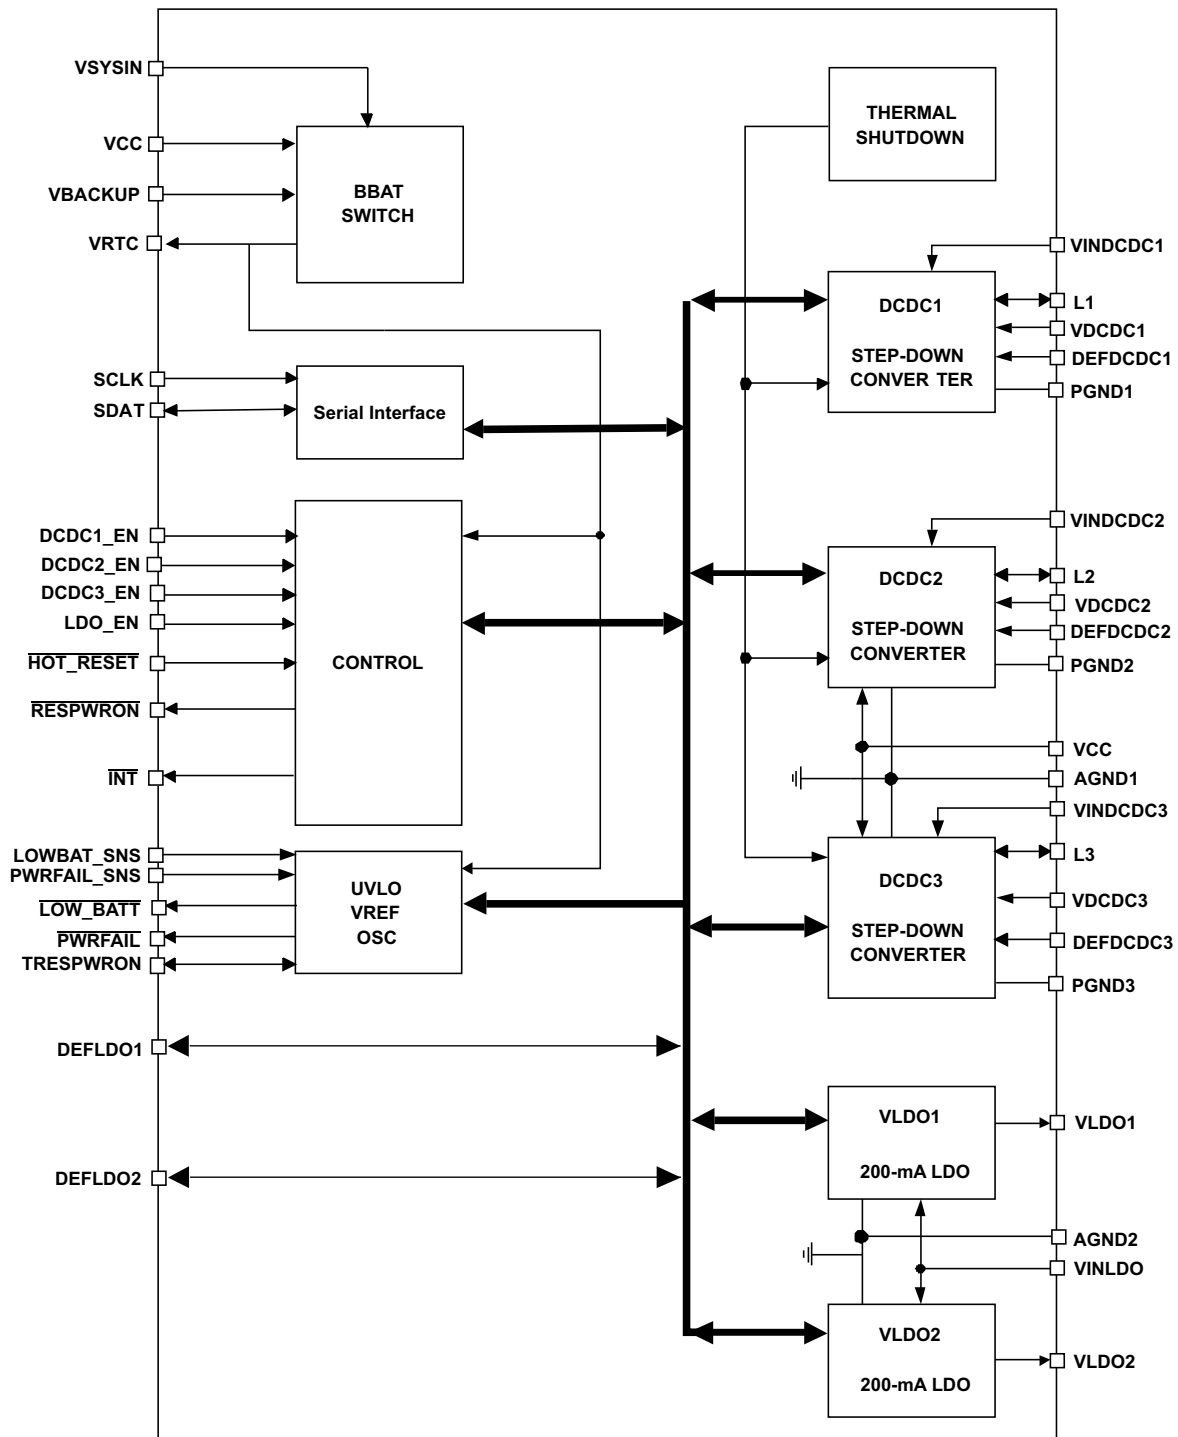 VSYSIN
VCC
VBACKUP
VRTC
BBAT
SWITCH
THERMAL
SHUTDOWN
SCLK
SDAT
Serial Interface
VINDCDC1
DCDC1
STEP-DOWN
CONVER TER
L1
VDCDC1
DEFDCDC1
PGND1
DCDC1_EN
DCDC2_EN
DCDC3_EN
LDO_EN
HOT_RESET
RESPWRON
INT
CONTROL
VINDCDC2
DCDC2
STEP-DOWN
CONVERTER
L2
VDCDC2
DEFDCDC2
PGND2
VCC
AGND1
VINDCDC3
LOWBAT_SNS
PWRFAIL_SNS
LOW_BATT
PWRFAIL
TRESPWRON
UVLO
VREF
OSC
DCDC3
STEP-DOWN
CONVERTER
L3
VDCDC3
DEFDCDC3
PGND3
DEFLDO1
DEFLDO2
VLDO1
200-mA LDO
VLDO1
AGND2
VINLDO
VLDO2
200-mA LDO
VLDO2